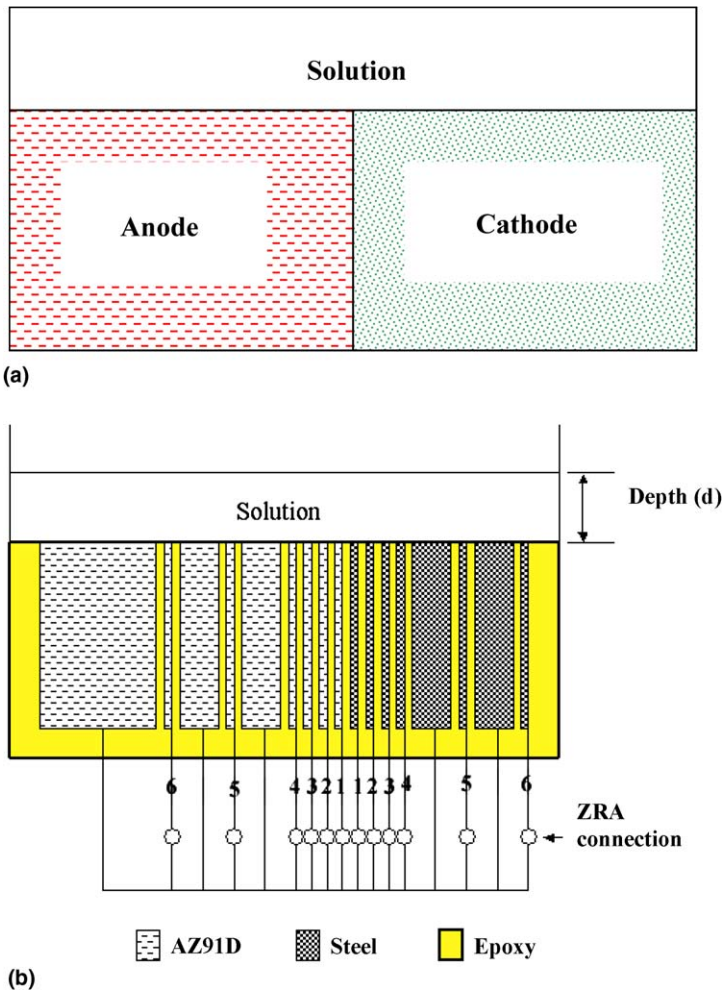 Solution
Anode
Cathode
(a)
Depth (d)
Solution
6 5 4 3 2 1 1 2 3 4 5 6
ZRA
connection
AZ91D Steel Epoxy
(b)